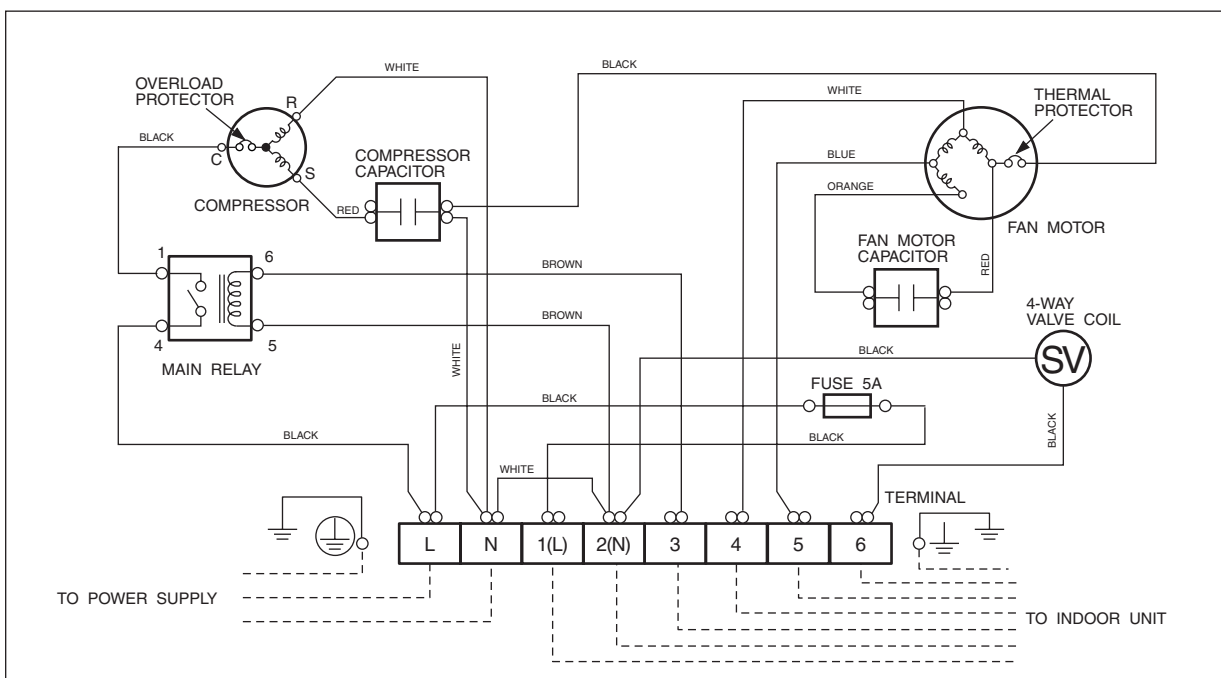 WHITE
BLACK
OVERLOAD
PROTECTOR
R
WHITE
THERMAL
PROTECTOR
BLACK
C
COMPRESSOR
CAPACITOR
BLUE
S
COMPRESSOR
RED
ORANGE
FAN MOTOR
FAN MOTOR
CAPACITOR
RED
1
6
BROWN
4-WAY
VALVE COIL
BROWN
4
5
MAIN RELAY
WHITE
BLACK
SV
FUSE 5A
BLACK
BLACK
BLACK
BLACK
WHITE
TERMINAL
L
N
1(L)
2(N)
3
4
5
6
TO POWER SUPPLY
TO INDOOR UNIT